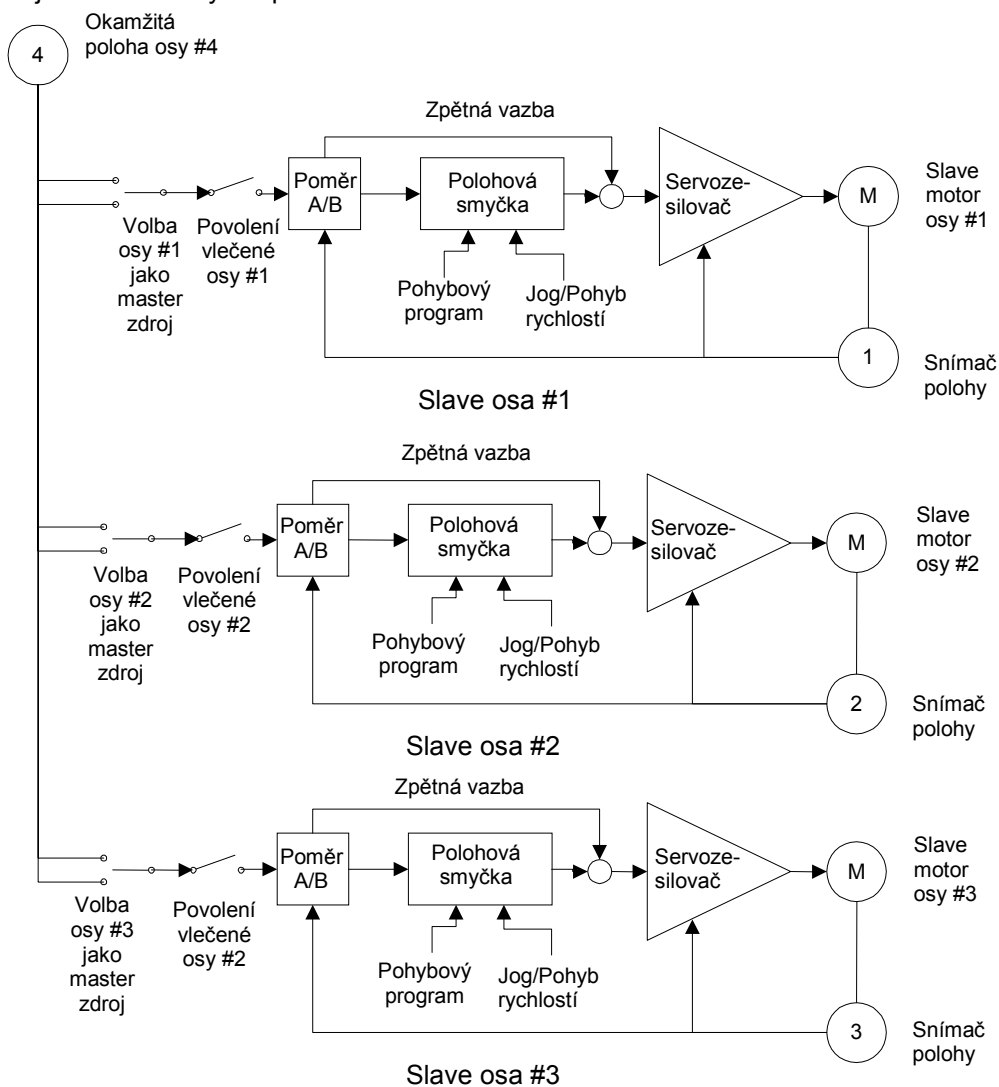 Okamžitá
poloha osy #4
4
Zpětná vazba
Poměr
A/B
Polohová
smyčka
Servoze-
silovač
M
Slave
motor
osy #1
Volba
osy #1
jako
master
zdroj
Povolení
vlečené
osy #1
Pohybový
program
Jog/Pohyb
rychlostí
1
Snímač
polohy
Slave osa #1
Zpětná vazba
Poměr
A/B
Polohová
smyčka
Servoze-
silovač
M
Slave
motor
osy #2
Volba
osy #2
jako
master
zdroj
Povolení
vlečené
osy #2
Pohybový
program
Jog/Pohyb
rychlostí
2
Snímač
polohy
Slave osa #2
Zpětná vazba
Poměr
A/B
Polohová
smyčka
Servoze-
silovač
M
Slave
motor
osy #3
Volba
osy #3
jako
master
zdroj
Povolení
vlečené
osy #2
Pohybový
program
Jog/Pohyb
rychlostí
3
Snímač
polohy
Slave osa #3